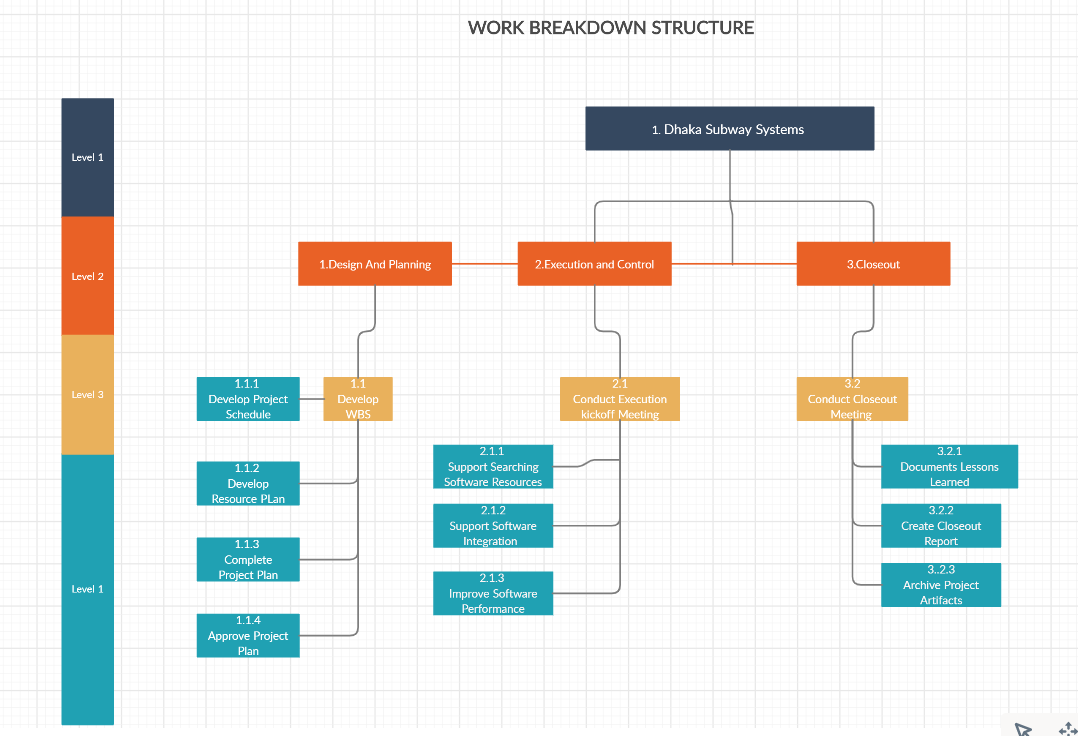 WORK BREAKDOWN STRUCTURE
Level 1
1. Dhaka Subway Systems
Level 2
1.Design And Planning
2.Execution and Control
3.Closeout
Level 3
1.1.1
Develop Project
Schedule
1.1
Develop
WBS
2.1
Conduct Execution
kickoff Meeting
3.2
Conduct Closeout
Meeting
1.1.2
Develop
Resource PLan
2.1.1
Support Searching
Software Resources
3.2.1
Documents Lessons
Learned
2.1.2
Support Software
Integration
3.2.2
Create Closeout
Report
Level 1
1.1.3
Complete
Project Plan
2.1.3
Improve Software
Performance
3..2.3
Archive Project
Artifacts
1.1.4
Approve Project
Plan